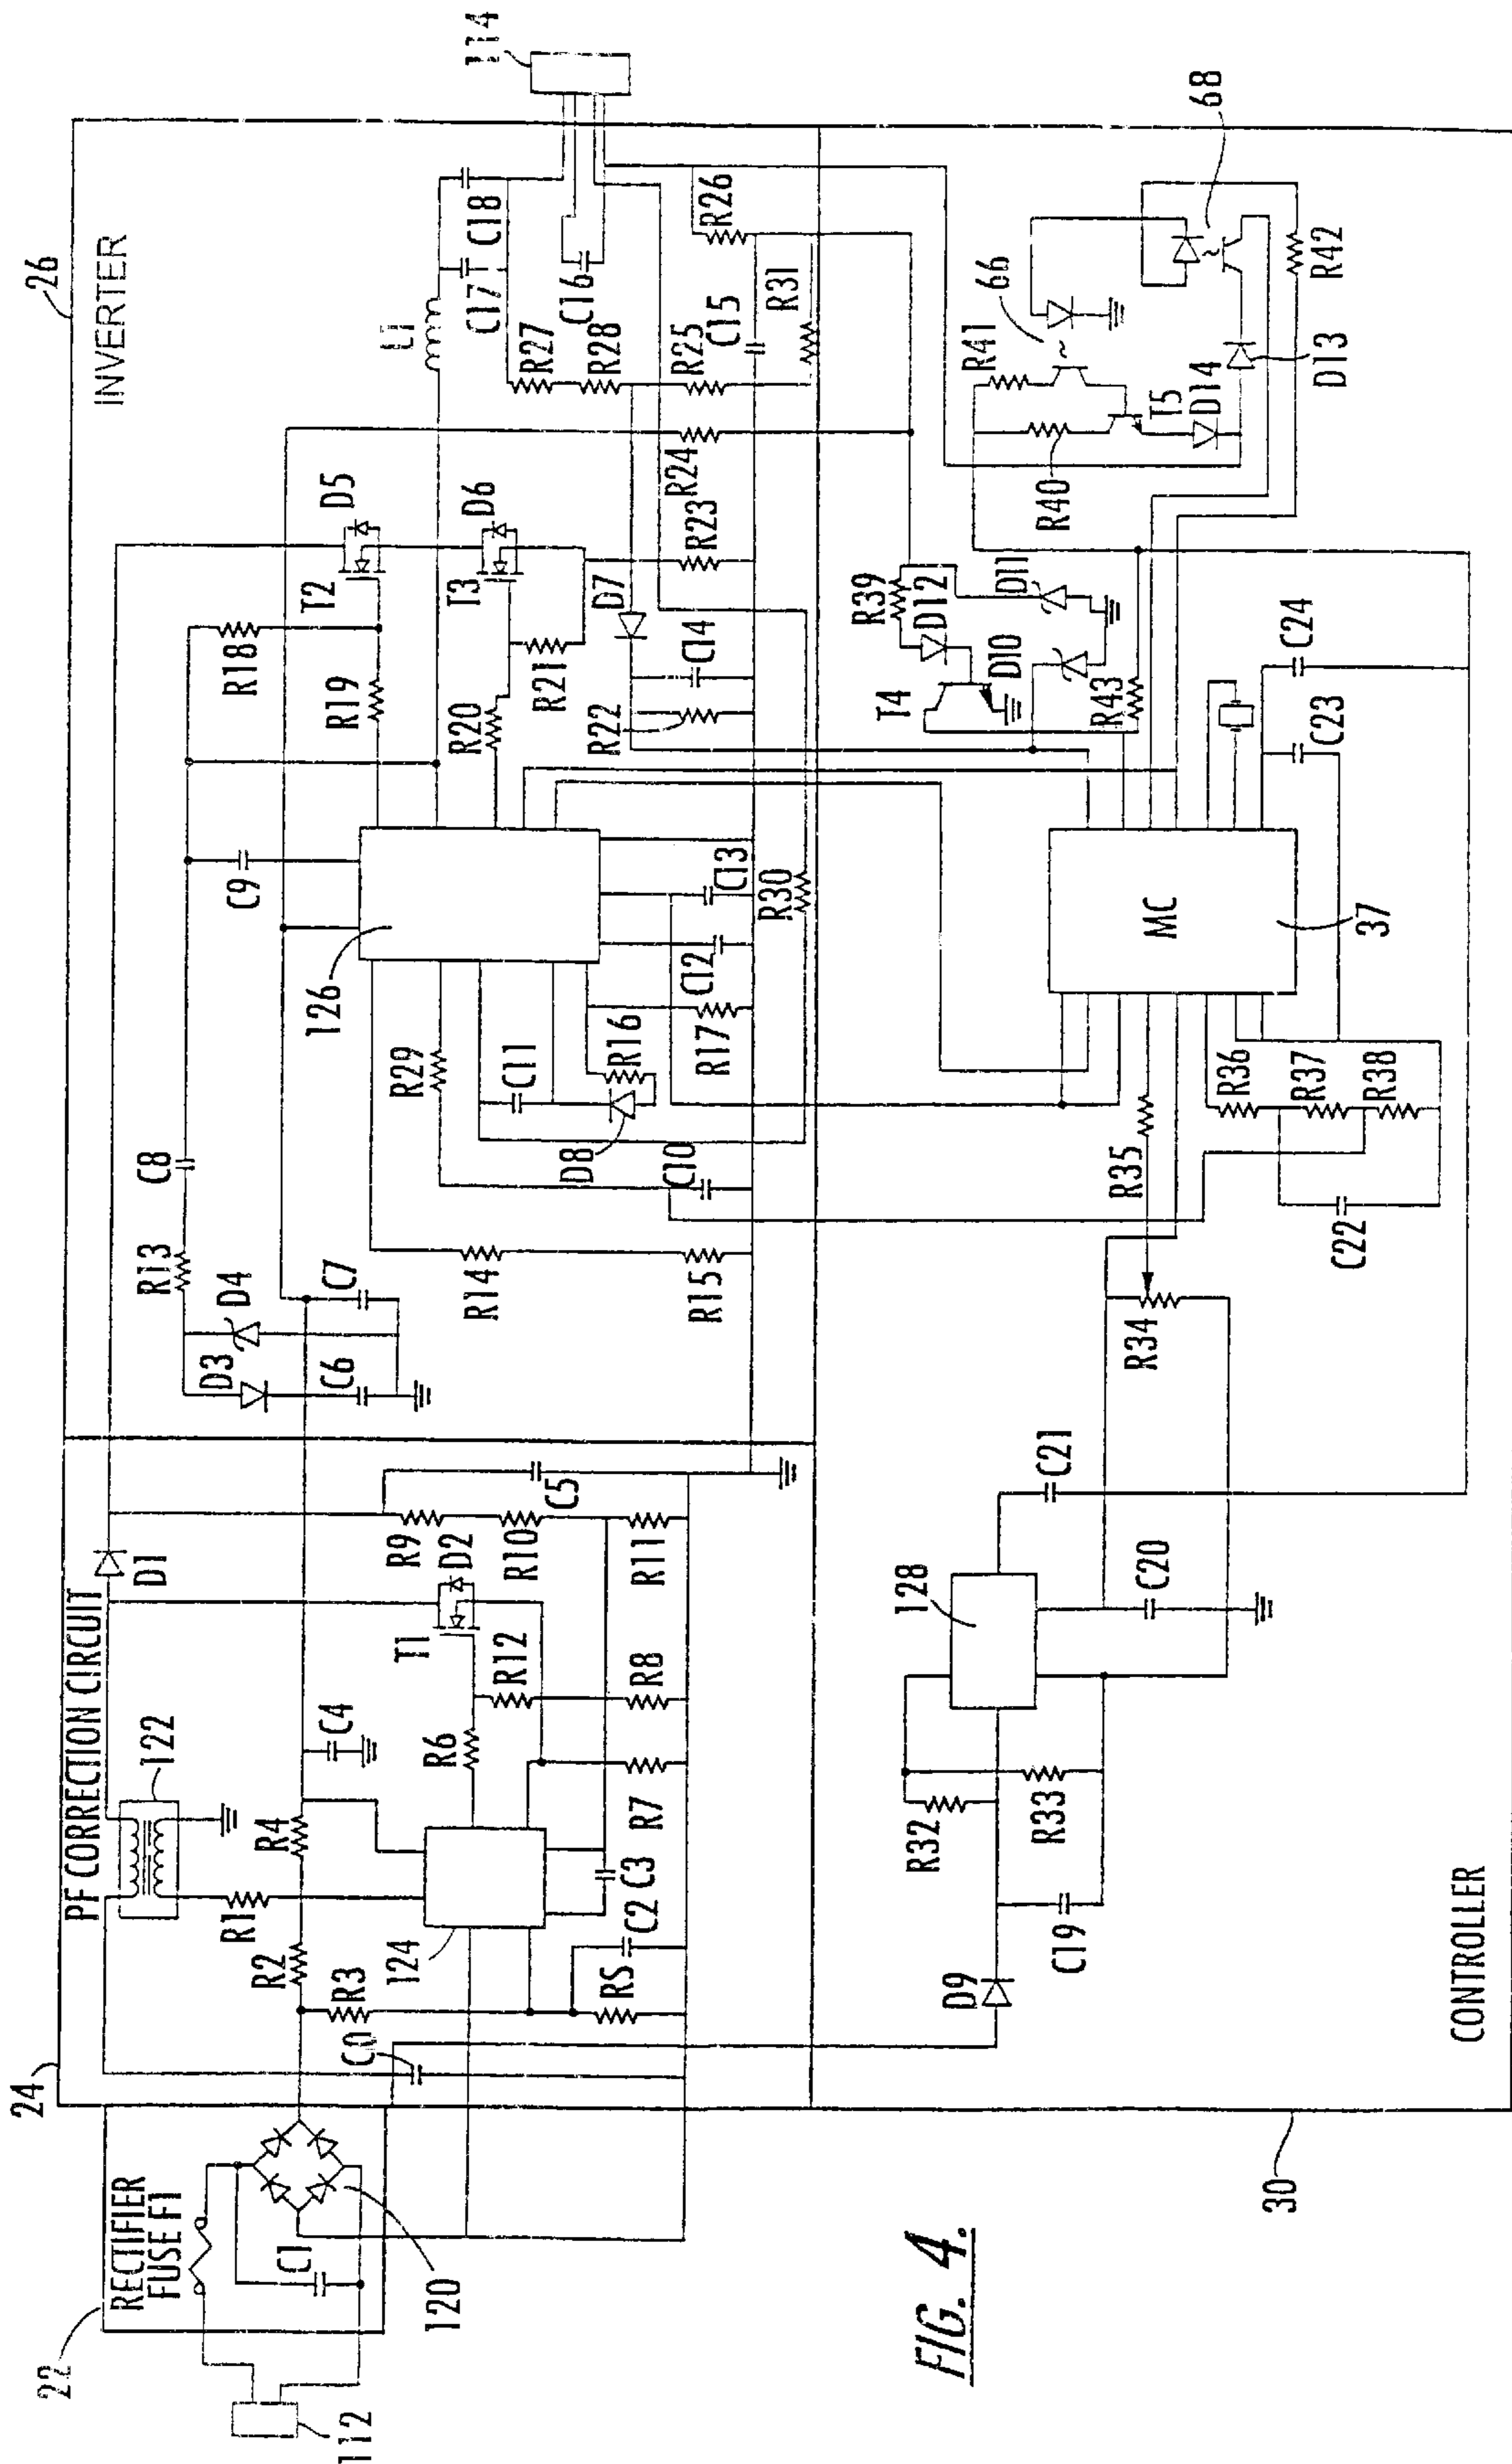 22
RECTIFIER
FUSE F1
112
C1
120
24
PF CORRECTION CIRCUIT
122
D1
R1
R2
R4
C4
R3
C0
124
R6
T1
D2
R12
R9
R10
C5
R11
R8
R7
C3
C2
RS
26
INVERTER
R13
C8
D3
D4
C6
C7
C9
R18
R19
T2
D5
T3
D6
R20
R21
L1
C17
C18
114
126
R29
C11
D8
R16
R14
R15
C10
R17
C12
C13
R30
R22
C14
D7
R23
R24
R27
R28
R25
C16
C15
R26
R31
30
CONTROLLER
D9
C19
R32
R33
128
C20
C21
R34
R35
R36
R37
R38
C22
MC
37
C23
C24
R43
T4
D10
D11
D12
R39
R40
R41
T5
D14
D13
66
68
R42
FIG. 4.